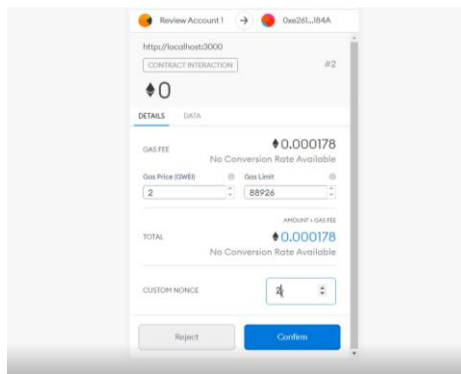 Review Account 1 0xe261...184A
http://localhost:3000
CONTRACT INTERACTION #2
0
DETAILS DATA
GAS FEE 0.000178
No Conversion Rate Available
Gas Price (GWEI) Gas Limit
2 88926
AMOUNT + GAS FEE
TOTAL 0.000178
No Conversion Rate Available
CUSTOM NONCE 2
Reject Confirm